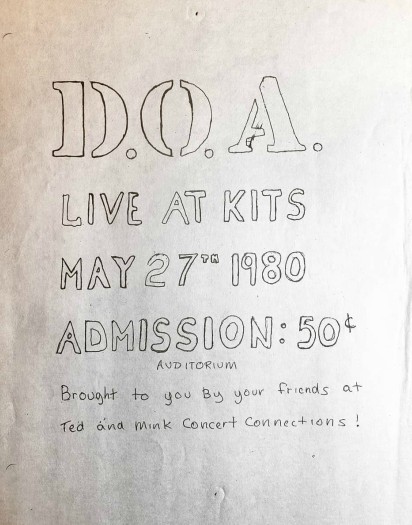 D.O.A.
LIVE AT KITS
MAY 27TH 1980
ADMISSION: 50¢
AUDITORIUM
Brought to you By your friends at
Ted and Mink Concert Connections!